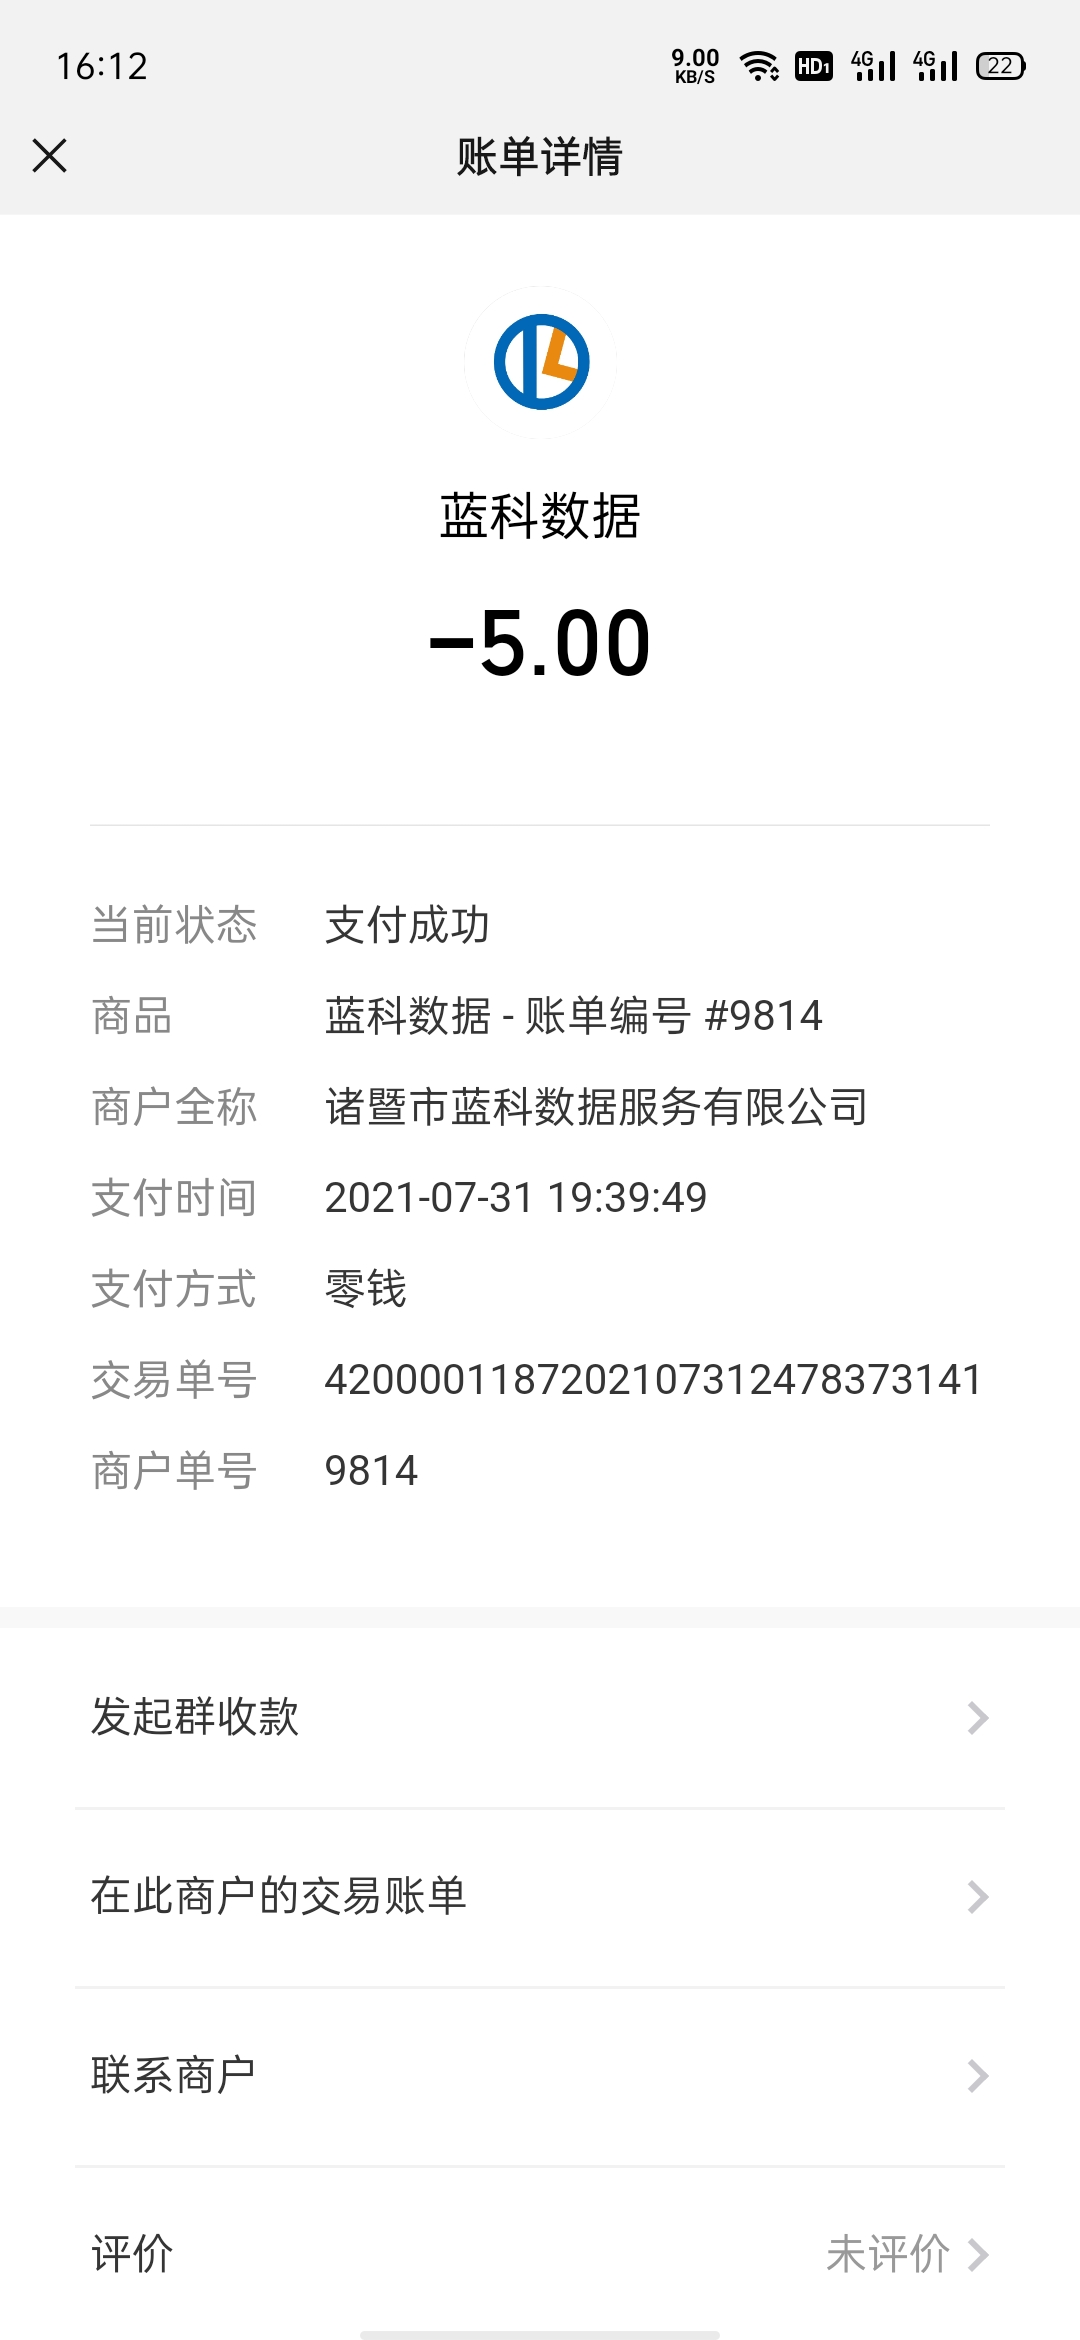 16:12
9.00 KB/S HD1 4G 4G 22
账单详情
蓝科数据
-5.00
当前状态 支付成功
商品 蓝科数据 - 账单编号 #9814
商户全称 诸暨市蓝科数据服务有限公司
支付时间 2021-07-31 19:39:49
支付方式 零钱
交易单号 4200001187202107312478373141
商户单号 9814
发起群收款
在此商户的交易账单
联系商户
评价 未评价